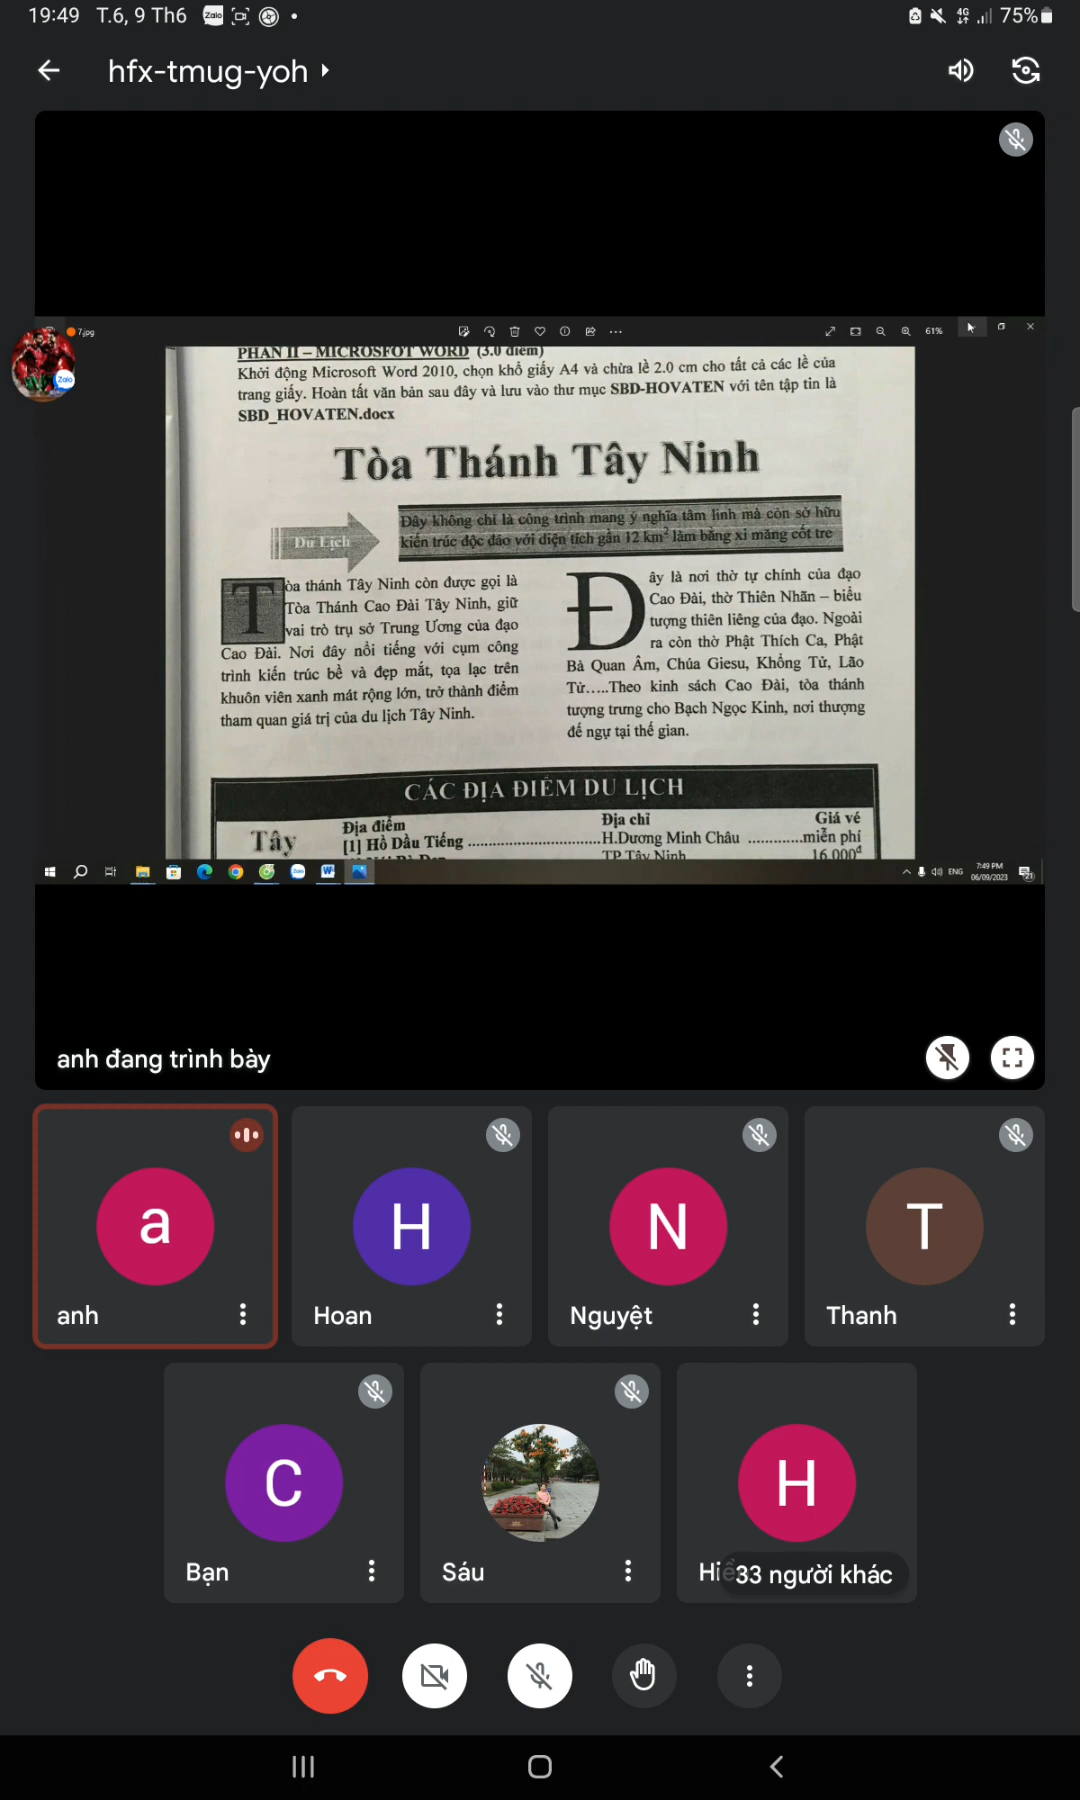 19:49 T.6, 9 Th6 Zalo 4G 75%
hfx-tmug-yoh
7.jpg 61%
Zalo
PHẦN II – MICROSFOT WORD (3.0 điểm)
Khởi động Microsoft Word 2010, chọn khổ giấy A4 và chừa lề 2.0 cm cho tất cả các lề của
trang giấy. Hoàn tất văn bản sau đây và lưu vào thư mục SBD-HOVATEN với tên tập tin là
SBD_HOVATEN.docx
Tòa Thánh Tây Ninh
Du Lịch
Đây không chỉ là công trình mang ý nghĩa tâm linh mà còn sở hữu
kiến trúc độc đáo với diện tích gần 12 km² làm bằng xi măng cốt tre
Tòa thánh Tây Ninh còn được gọi là
Tòa Thánh Cao Đài Tây Ninh, giữ
vai trò trụ sở Trung Ương của đạo
Cao Đài. Nơi đây nổi tiếng với cụm công
trình kiến trúc bề và đẹp mắt, tọa lạc trên
khuôn viên xanh mát rộng lớn, trở thành điểm
tham quan giá trị của du lịch Tây Ninh.
Đây là nơi thờ tự chính của đạo
Cao Đài, thờ Thiên Nhãn – biểu
tượng thiên liêng của đạo. Ngoài
ra còn thờ Phật Thích Ca, Phật
Bà Quan Âm, Chúa Giesu, Khổng Tử, Lão
Tử.....Theo kinh sách Cao Đài, tòa thánh
tượng trưng cho Bạch Ngọc Kinh, nơi thượng
đế ngự tại thế gian.
CÁC ĐỊA ĐIỂM DU LỊCH
Địa điểm Địa chỉ Giá vé
Tây [1] Hồ Dầu Tiếng ..............................H.Dương Minh Châu .............miễn phí
TP Tây Ninh 16.000đ
Zalo W ENG 7:49 PM
06/09/2023 21
anh đang trình bày
a H N T
anh Hoan Nguyệt Thanh
C H
Bạn Sáu 33 người khác